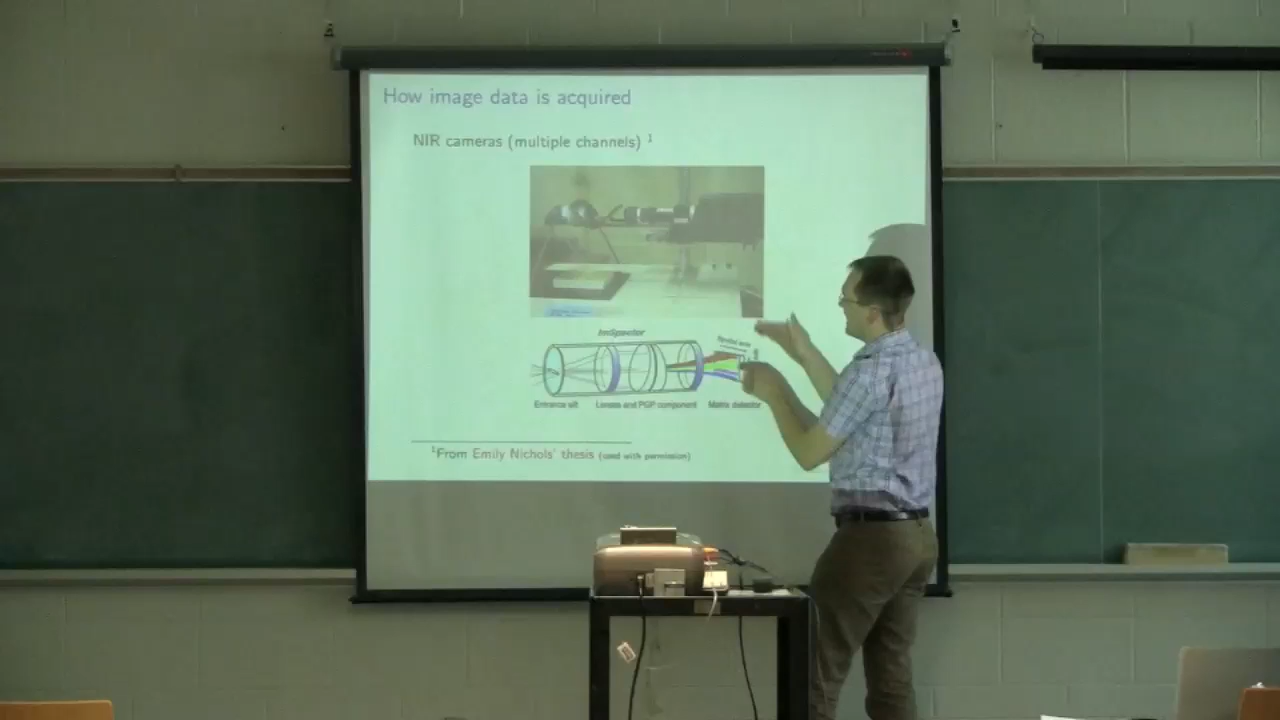 How image data is acquired
NIR cameras (multiple channels) 1
ImSpector
Entrance slit Lenses and PGP component Matrix detector
1From Emily Nichols' thesis (used with permission)